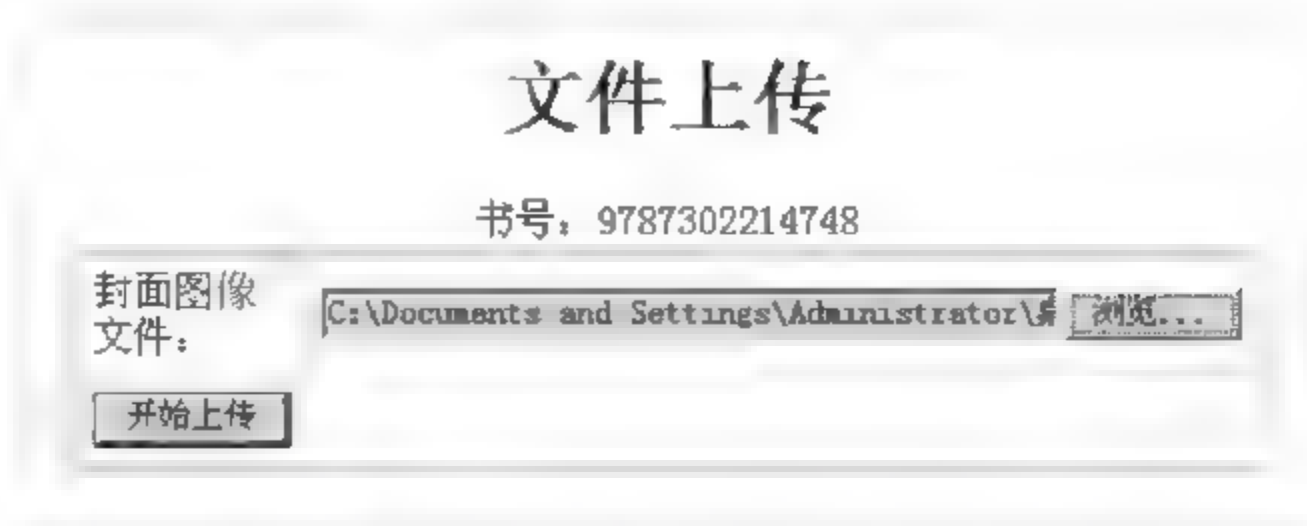 文件上传
书号：9787302214748
封面图像
文件：
C:\Documents and Settings\Administrator\
浏览...
开始上传